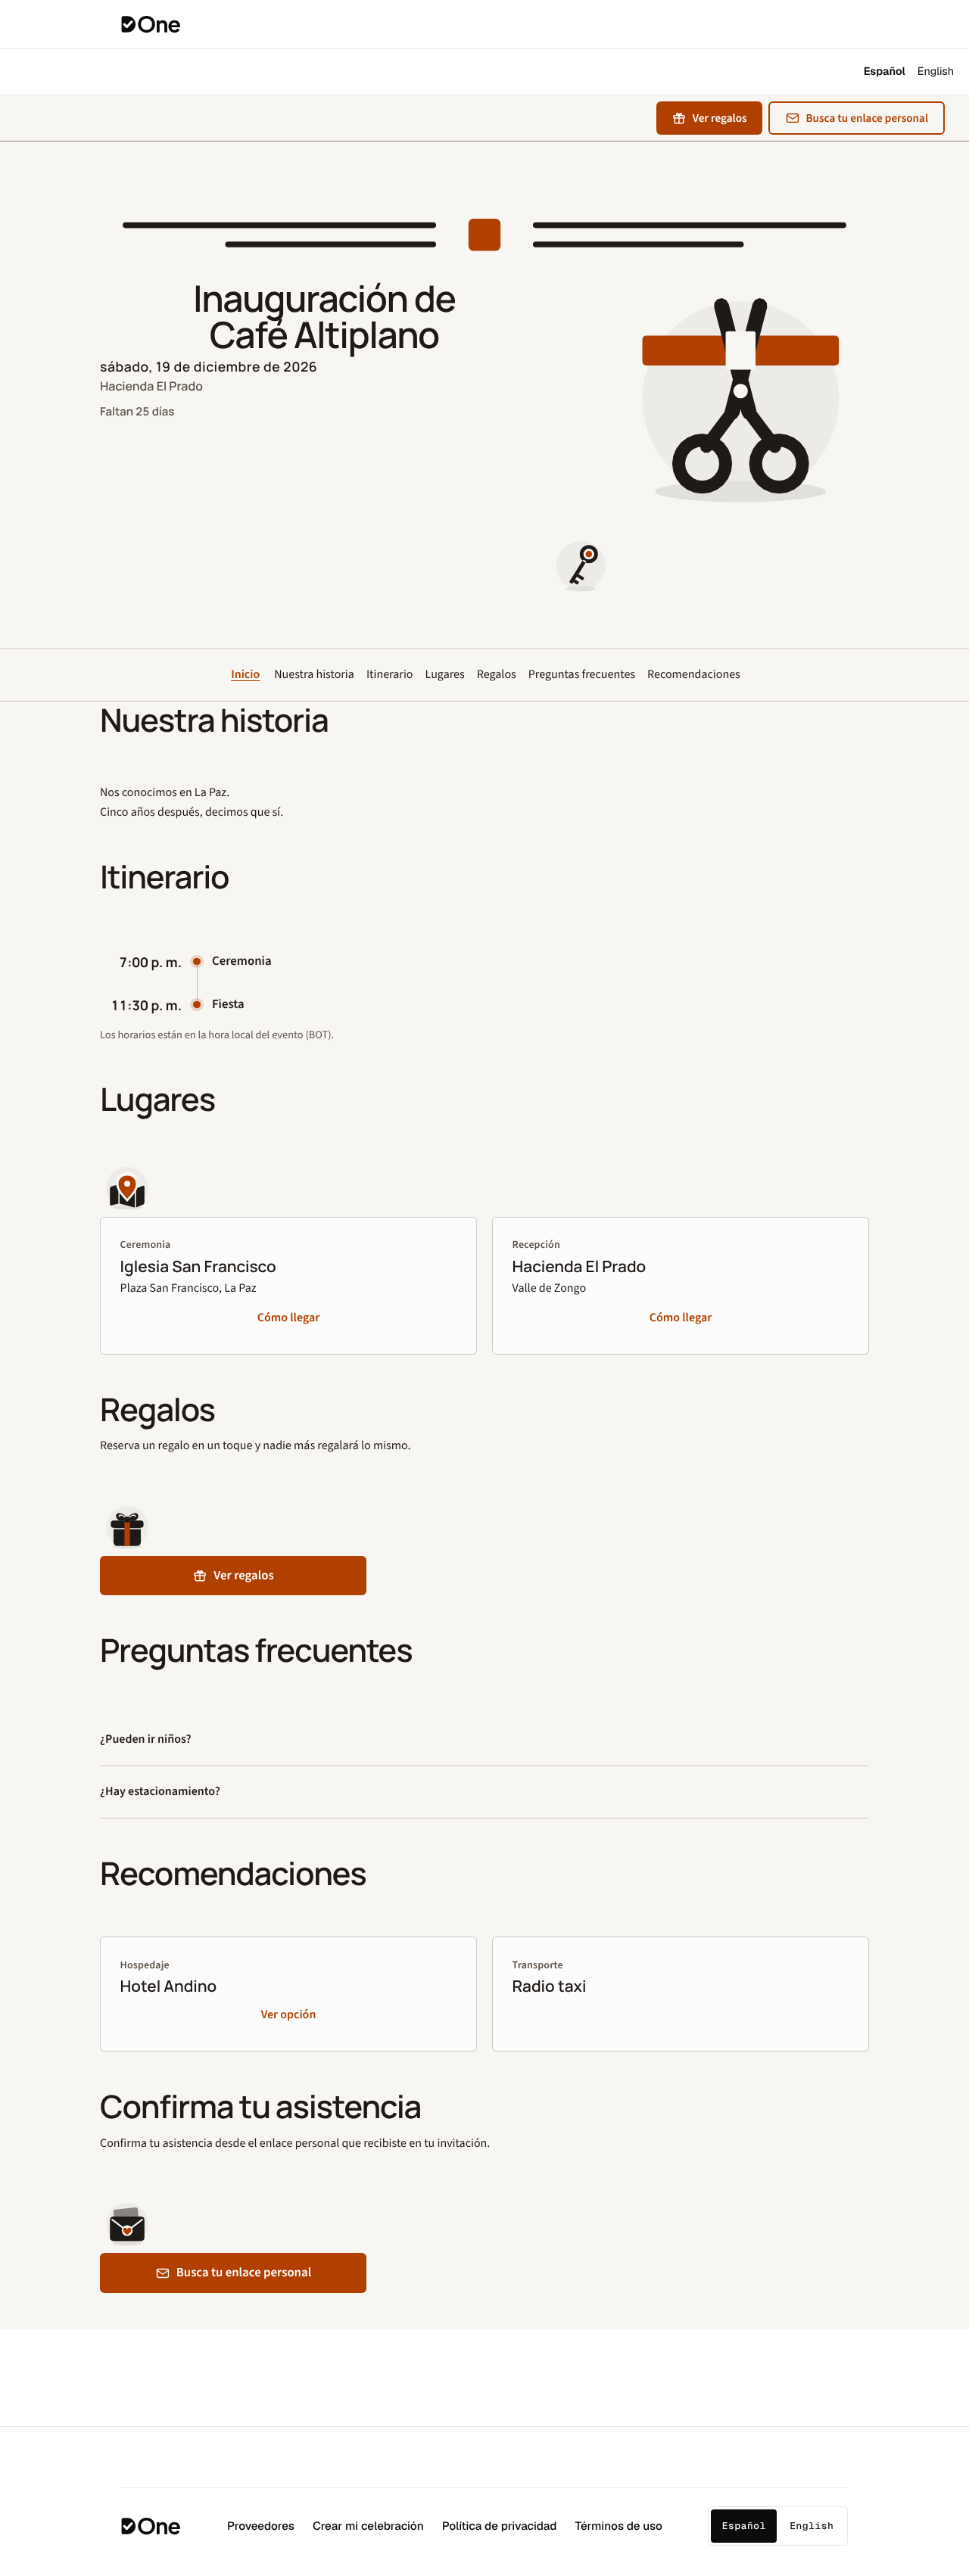 One
Español English
Ver regalos Busca tu enlace personal
Inauguración de
Café Altiplano
sábado, 19 de diciembre de 2026
Hacienda El Prado
Faltan 25 días
Inicio Nuestra historia Itinerario Lugares Regalos Preguntas frecuentes Recomendaciones
Nuestra historia
Nos conocimos en La Paz.
Cinco años después, decimos que sí.
Itinerario
7:00 p. m. Ceremonia
11:30 p. m. Fiesta
Los horarios están en la hora local del evento (BOT).
Lugares
Ceremonia
Iglesia San Francisco
Plaza San Francisco, La Paz
Cómo llegar
Recepción
Hacienda El Prado
Valle de Zongo
Cómo llegar
Regalos
Reserva un regalo en un toque y nadie más regalará lo mismo.
Ver regalos
Preguntas frecuentes
¿Pueden ir niños?
¿Hay estacionamiento?
Recomendaciones
Hospedaje
Hotel Andino
Ver opción
Transporte
Radio taxi
Confirma tu asistencia
Confirma tu asistencia desde el enlace personal que recibiste en tu invitación.
Busca tu enlace personal
One Proveedores Crear mi celebración Política de privacidad Términos de uso Español English